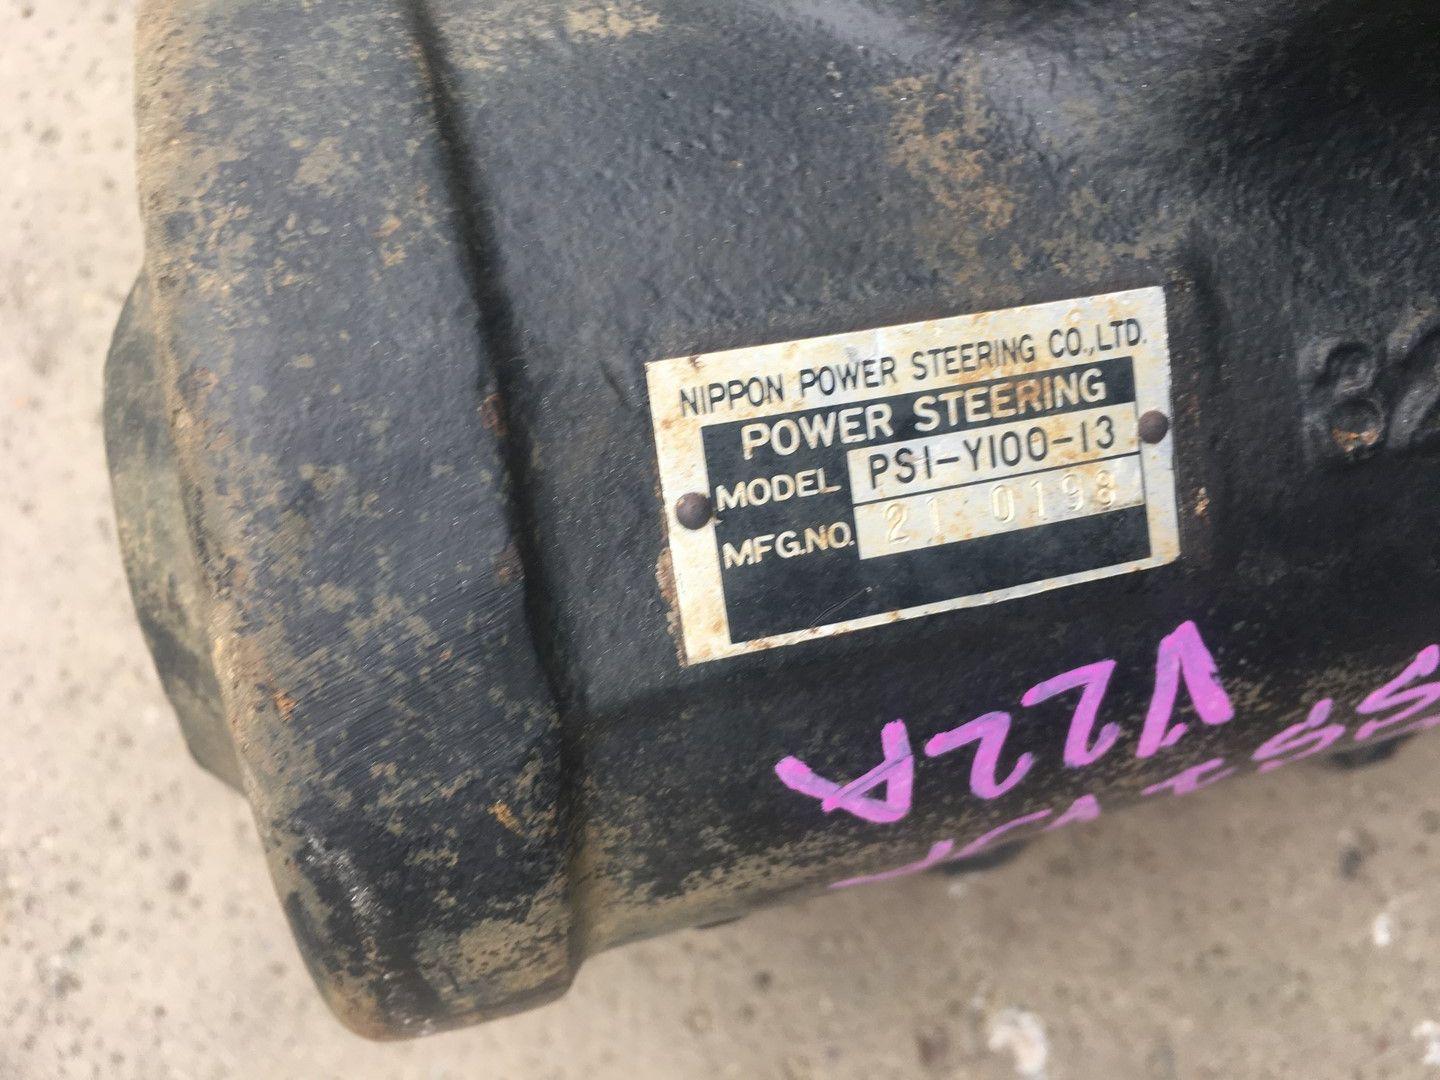 NIPPON POWER STEERING CO.,LTD.
POWER STEERING
MODEL PS1-Y100-13
MFG.NO. 21 0198
V22A